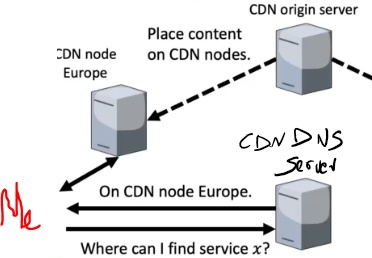 CDN origin server
Place content
on CDN nodes.
CDN node
Europe
CDN DNS
Server
On CDN node Europe.
Me
Where can I find service x?